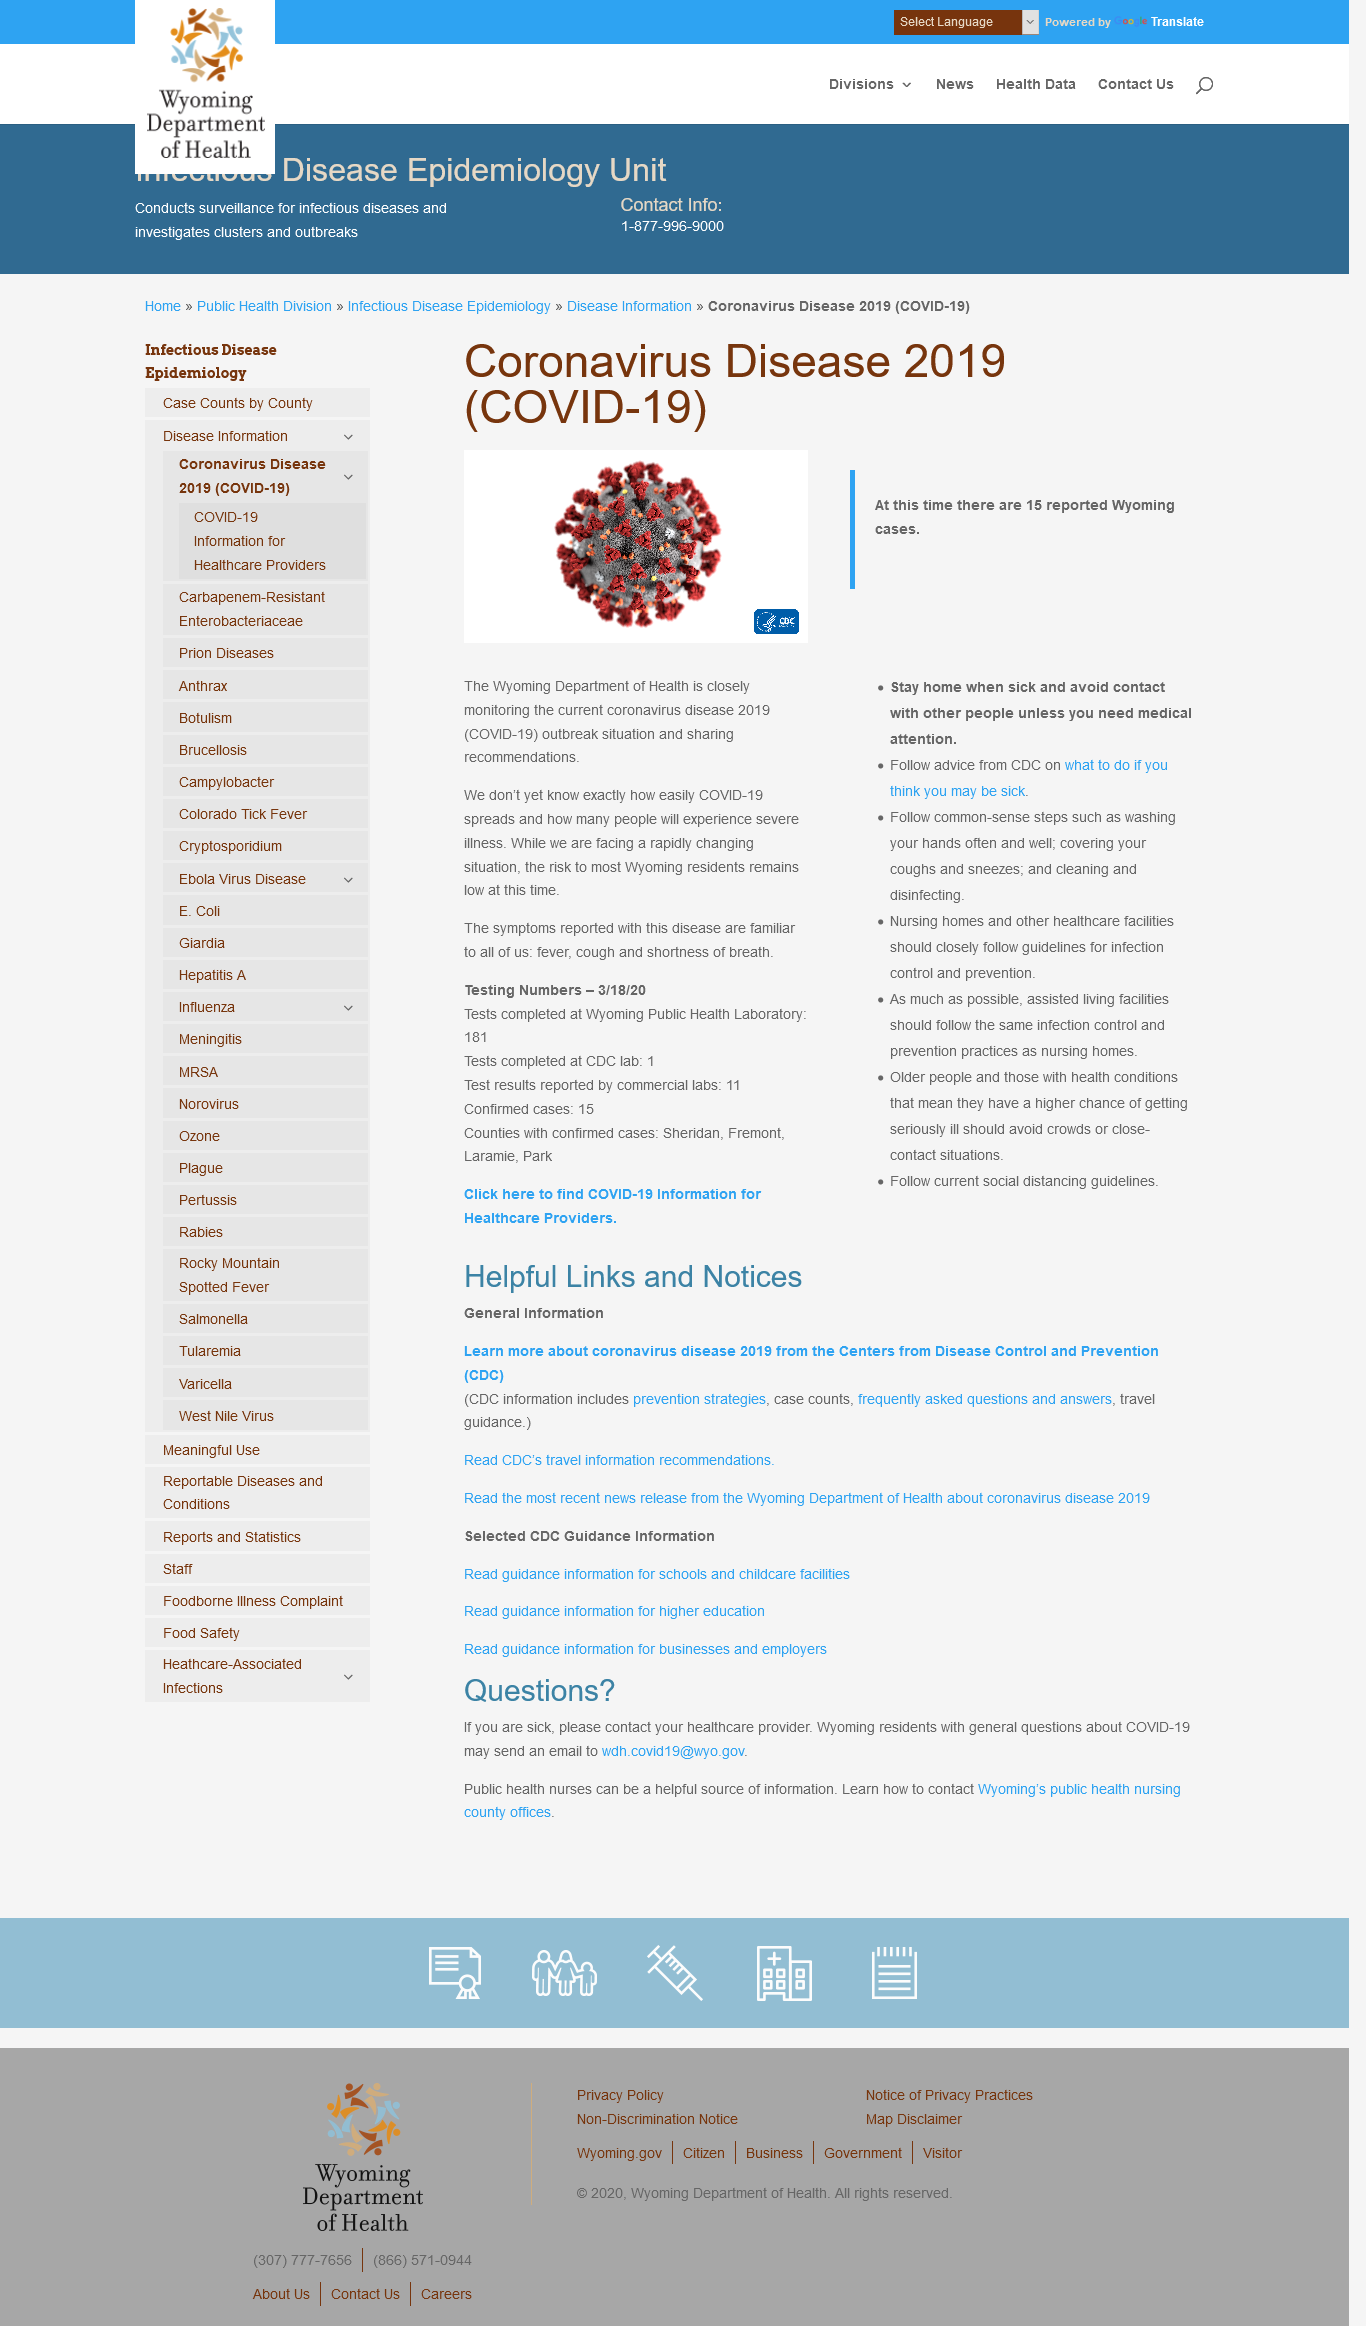 Select Language
Powered by Google Translate
Wyoming
Department
of Health
Divisions
News
Health Data
Contact Us
Infectious Disease Epidemiology Unit
Conducts surveillance for infectious diseases and
investigates clusters and outbreaks
Contact Info:
1-877-996-9000
Home » Public Health Division » Infectious Disease Epidemiology » Disease Information » Coronavirus Disease 2019 (COVID-19)
Infectious Disease
Epidemiology
Case Counts by County
Disease Information
Coronavirus Disease
2019 (COVID-19)
COVID-19
Information for
Healthcare Providers
Carbapenem-Resistant
Enterobacteriaceae
Prion Diseases
Anthrax
Botulism
Brucellosis
Campylobacter
Colorado Tick Fever
Cryptosporidium
Ebola Virus Disease
E. Coli
Giardia
Hepatitis A
Influenza
Meningitis
MRSA
Norovirus
Ozone
Plague
Pertussis
Rabies
Rocky Mountain
Spotted Fever
Salmonella
Tularemia
Varicella
West Nile Virus
Meaningful Use
Reportable Diseases and
Conditions
Reports and Statistics
Staff
Foodborne Illness Complaint
Food Safety
Heathcare-Associated
Infections
Coronavirus Disease 2019
(COVID-19)
CDC
At this time there are 15 reported Wyoming
cases.
The Wyoming Department of Health is closely
monitoring the current coronavirus disease 2019
(COVID-19) outbreak situation and sharing
recommendations.
We don’t yet know exactly how easily COVID-19
spreads and how many people will experience severe
illness. While we are facing a rapidly changing
situation, the risk to most Wyoming residents remains
low at this time.
The symptoms reported with this disease are familiar
to all of us: fever, cough and shortness of breath.
Testing Numbers – 3/18/20
Tests completed at Wyoming Public Health Laboratory:
181
Tests completed at CDC lab: 1
Test results reported by commercial labs: 11
Confirmed cases: 15
Counties with confirmed cases: Sheridan, Fremont,
Laramie, Park
Click here to find COVID-19 Information for
Healthcare Providers.
• Stay home when sick and avoid contact
with other people unless you need medical
attention.
• Follow advice from CDC on what to do if you
think you may be sick.
• Follow common-sense steps such as washing
your hands often and well; covering your
coughs and sneezes; and cleaning and
disinfecting.
• Nursing homes and other healthcare facilities
should closely follow guidelines for infection
control and prevention.
• As much as possible, assisted living facilities
should follow the same infection control and
prevention practices as nursing homes.
• Older people and those with health conditions
that mean they have a higher chance of getting
seriously ill should avoid crowds or close-
contact situations.
• Follow current social distancing guidelines.
Helpful Links and Notices
General Information
Learn more about coronavirus disease 2019 from the Centers from Disease Control and Prevention
(CDC)
(CDC information includes prevention strategies, case counts, frequently asked questions and answers, travel
guidance.)
Read CDC’s travel information recommendations.
Read the most recent news release from the Wyoming Department of Health about coronavirus disease 2019
Selected CDC Guidance Information
Read guidance information for schools and childcare facilities
Read guidance information for higher education
Read guidance information for businesses and employers
Questions?
If you are sick, please contact your healthcare provider. Wyoming residents with general questions about COVID-19
may send an email to wdh.covid19@wyo.gov.
Public health nurses can be a helpful source of information. Learn how to contact Wyoming’s public health nursing
county offices.
Wyoming
Department
of Health
(307) 777-7656
(866) 571-0944
About Us
Contact Us
Careers
Privacy Policy
Notice of Privacy Practices
Non-Discrimination Notice
Map Disclaimer
Wyoming.gov
Citizen
Business
Government
Visitor
© 2020, Wyoming Department of Health. All rights reserved.